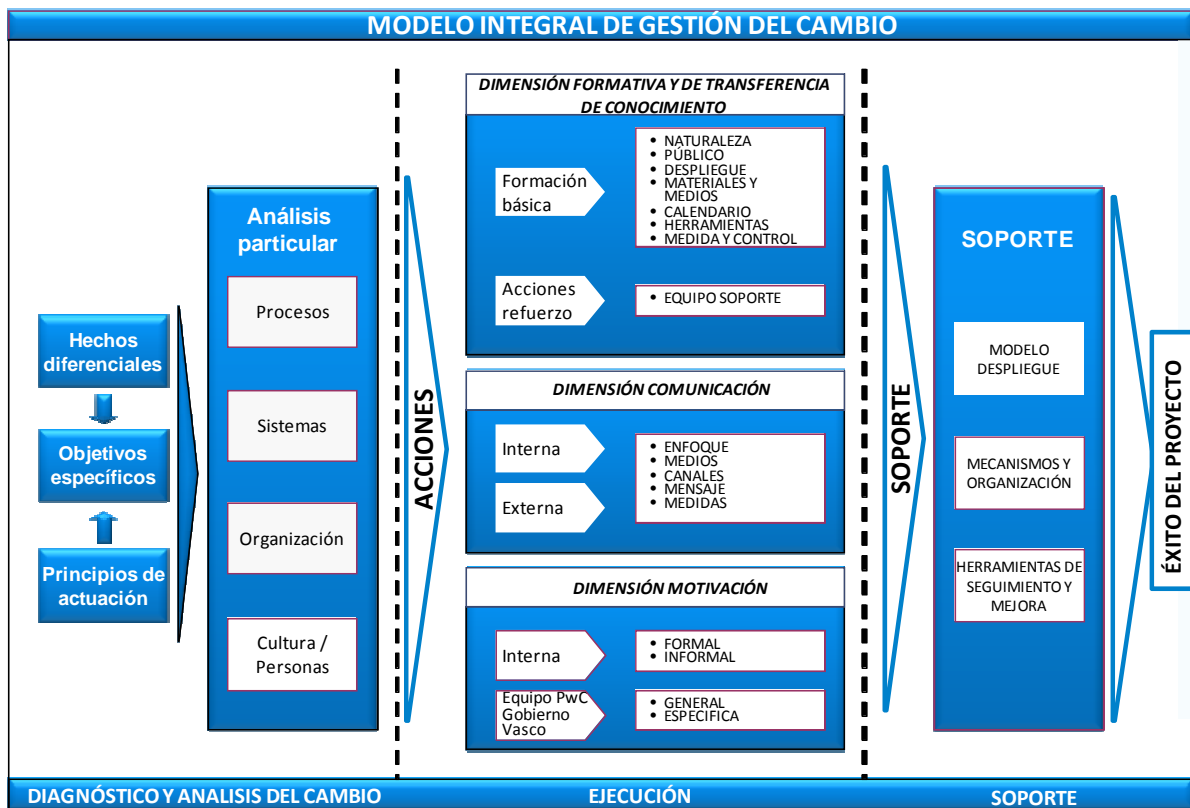 MODELO INTEGRAL DE GESTIÓN DEL CAMBIO
Hechos
diferenciales
Objetivos
específicos
Principios de
actuación
Análisis
particular
Procesos
Sistemas
Organización
Cultura /
Personas
ACCIONES
DIMENSIÓN FORMATIVA Y DE TRANSFERENCIA
DE CONOCIMIENTO
Formación
básica
• NATURALEZA
• PÚBLICO
• DESPLIEGUE
• MATERIALES Y
MEDIOS
• CALENDARIO
• HERRAMIENTAS
• MEDIDA Y CONTROL
Acciones
refuerzo
• EQUIPO SOPORTE
DIMENSIÓN COMUNICACIÓN
Interna
Externa
• ENFOQUE
• MEDIOS
• CANALES
• MENSAJE
• MEDIDAS
DIMENSIÓN MOTIVACIÓN
Interna
• FORMAL
• INFORMAL
Equipo PwC
Gobierno
Vasco
• GENERAL
• ESPECIFICA
SOPORTE
SOPORTE
MODELO
DESPLIEGUE
MECANISMOS Y
ORGANIZACIÓN
HERRAMIENTAS DE
SEGUIMIENTO Y
MEJORA
ÉXITO DEL PROYECTO
DIAGNÓSTICO Y ANALISIS DEL CAMBIO
EJECUCIÓN
SOPORTE